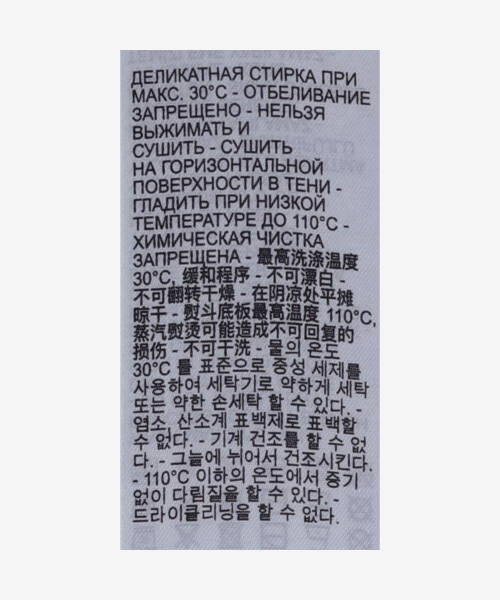 ДЕЛИКАТНАЯ СТИРКА ПРИ
МАКС. 30°C - ОТБЕЛИВАНИЕ
ЗАПРЕЩЕНО - НЕЛЬЗЯ
ВЫЖИМАТЬ И
СУШИТЬ - СУШИТЬ
НА ГОРИЗОНТАЛЬНОЙ
ПОВЕРХНОСТИ В ТЕНИ -
ГЛАДИТЬ ПРИ НИЗКОЙ
ТЕМПЕРАТУРЕ ДО 110°C -
ХИМИЧЕСКАЯ ЧИСТКА
ЗАПРЕЩЕНА - 最高洗涤温度
30°C, 缓和程序 - 不可漂白 -
不可翻转干燥 - 在阴凉处平摊
晾干 - 熨斗底板最高温度 110°C,
蒸汽熨烫可能造成不可回复的
损伤 - 不可干洗 - 물의 온도
30°C 를 표준으로 중성 세제를
사용하여 세탁기로 약하게 세탁
또는 약한 손세탁 할 수 있다. -
염소, 산소계 표백제로 표백할
수 없다. - 기계 건조를 할 수 없
다. - 그늘에 뉘어서 건조시킨다.
- 110°C 이하의 온도에서 증기
없이 다림질을 할 수 있다. -
드라이클리닝을 할 수 없다.